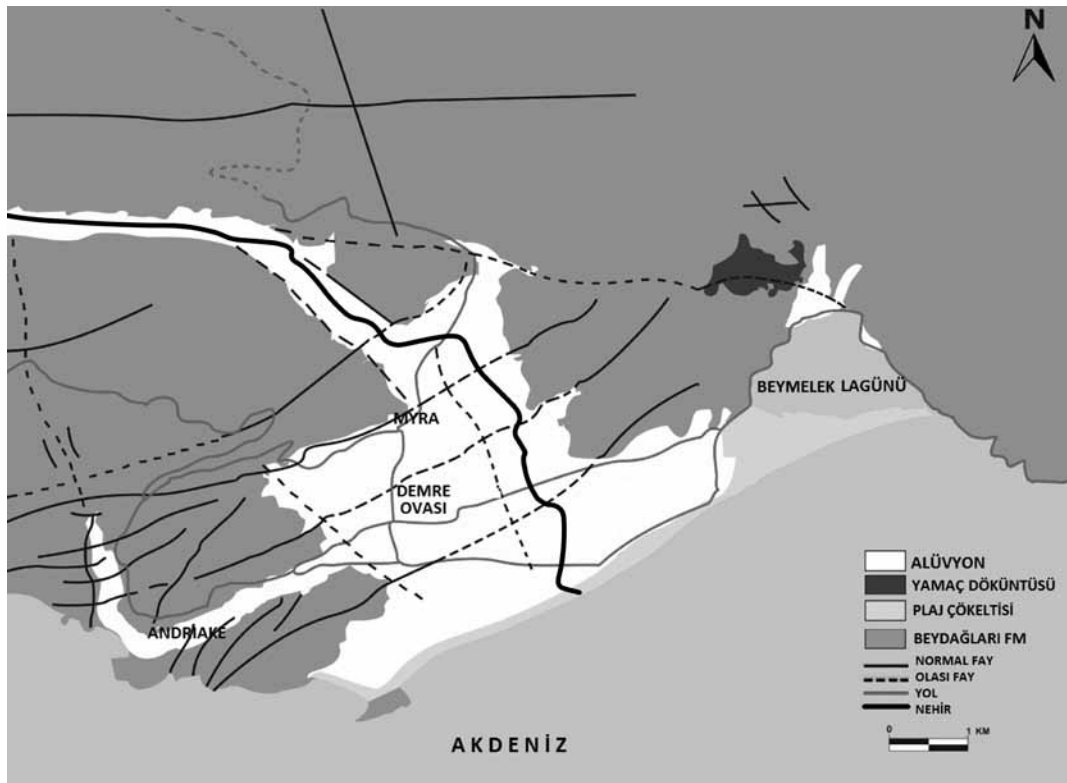 N
BEYMELEK LAGÜNÜ
MYRA
DEMRE
OVASI
ANDRIAKE
AKDENİZ
ALÜVYON
YAMAÇ DÖKÜNTÜSÜ
PLAJ ÇÖKELTİSİ
BEYDAĞLARI FM
NORMAL FAY
OLASI FAY
YOL
NEHİR
0 1 KM